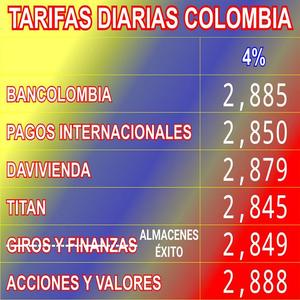 TARIFAS DIARIAS COLOMBIA
4%
BANCOLOMBIA 2,885
PAGOS INTERNACIONALES 2,850
DAVIVIENDA 2,879
TITAN 2,845
GIROS Y FINANZAS ALMACENES ÉXITO 2,849
ACCIONES Y VALORES 2,888